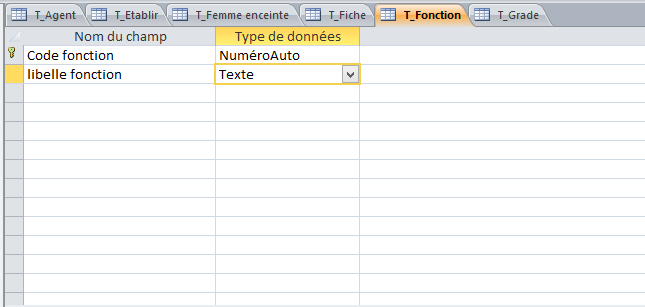 T_Agent T_Etablir T_Femme enceinte T_Fiche T_Fonction T_Grade
Nom du champ Type de données
Code fonction NuméroAuto
libelle fonction Texte